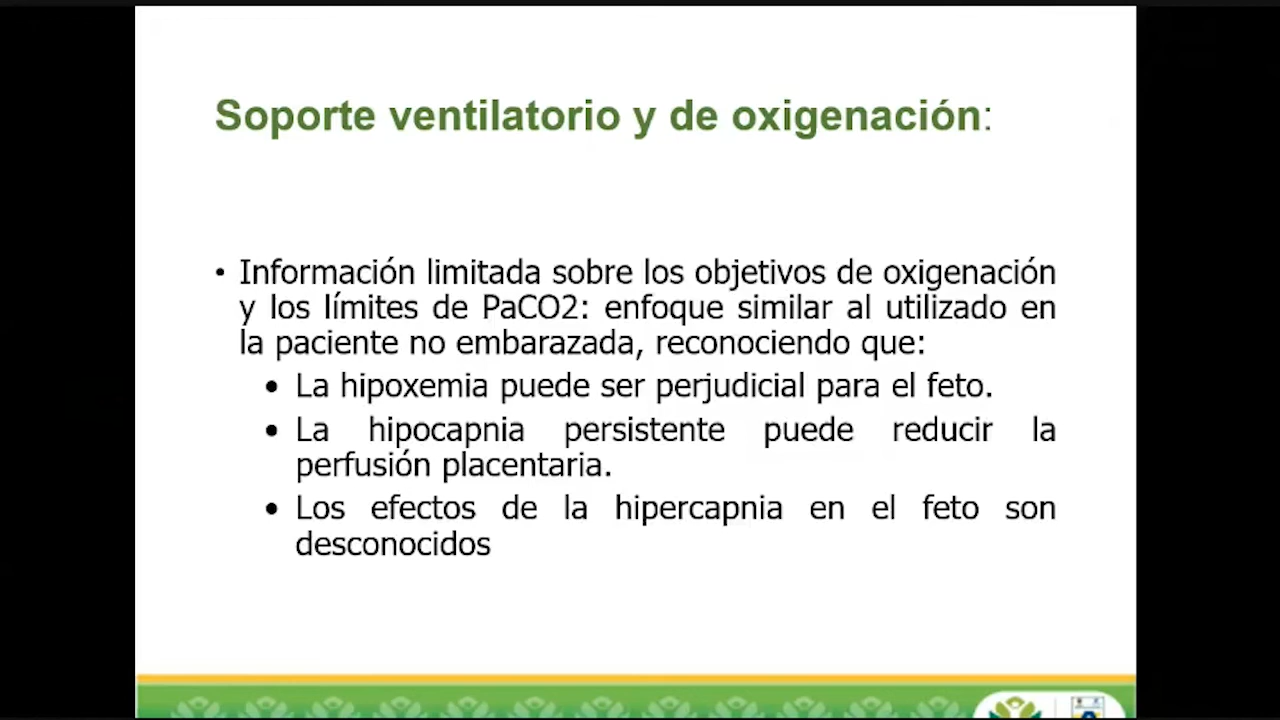 Soporte ventilatorio y de oxigenación:
• Información limitada sobre los objetivos de oxigenación
y los límites de PaCO2: enfoque similar al utilizado en
la paciente no embarazada, reconociendo que:
• La hipoxemia puede ser perjudicial para el feto.
• La hipocapnia persistente puede reducir la
perfusión placentaria.
• Los efectos de la hipercapnia en el feto son
desconocidos